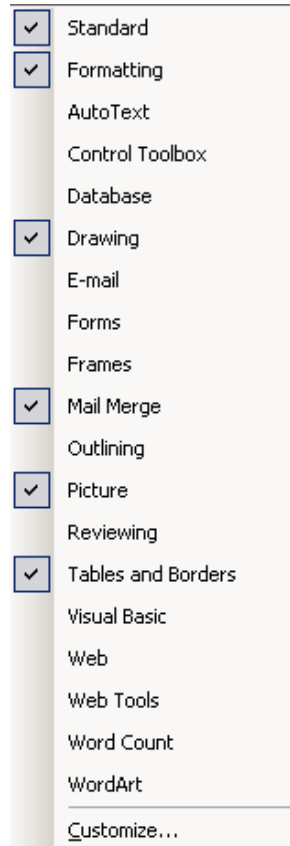 Standard
Formatting
AutoText
Control Toolbox
Database
Drawing
E-mail
Forms
Frames
Mail Merge
Outlining
Picture
Reviewing
Tables and Borders
Visual Basic
Web
Web Tools
Word Count
WordArt
Customize...